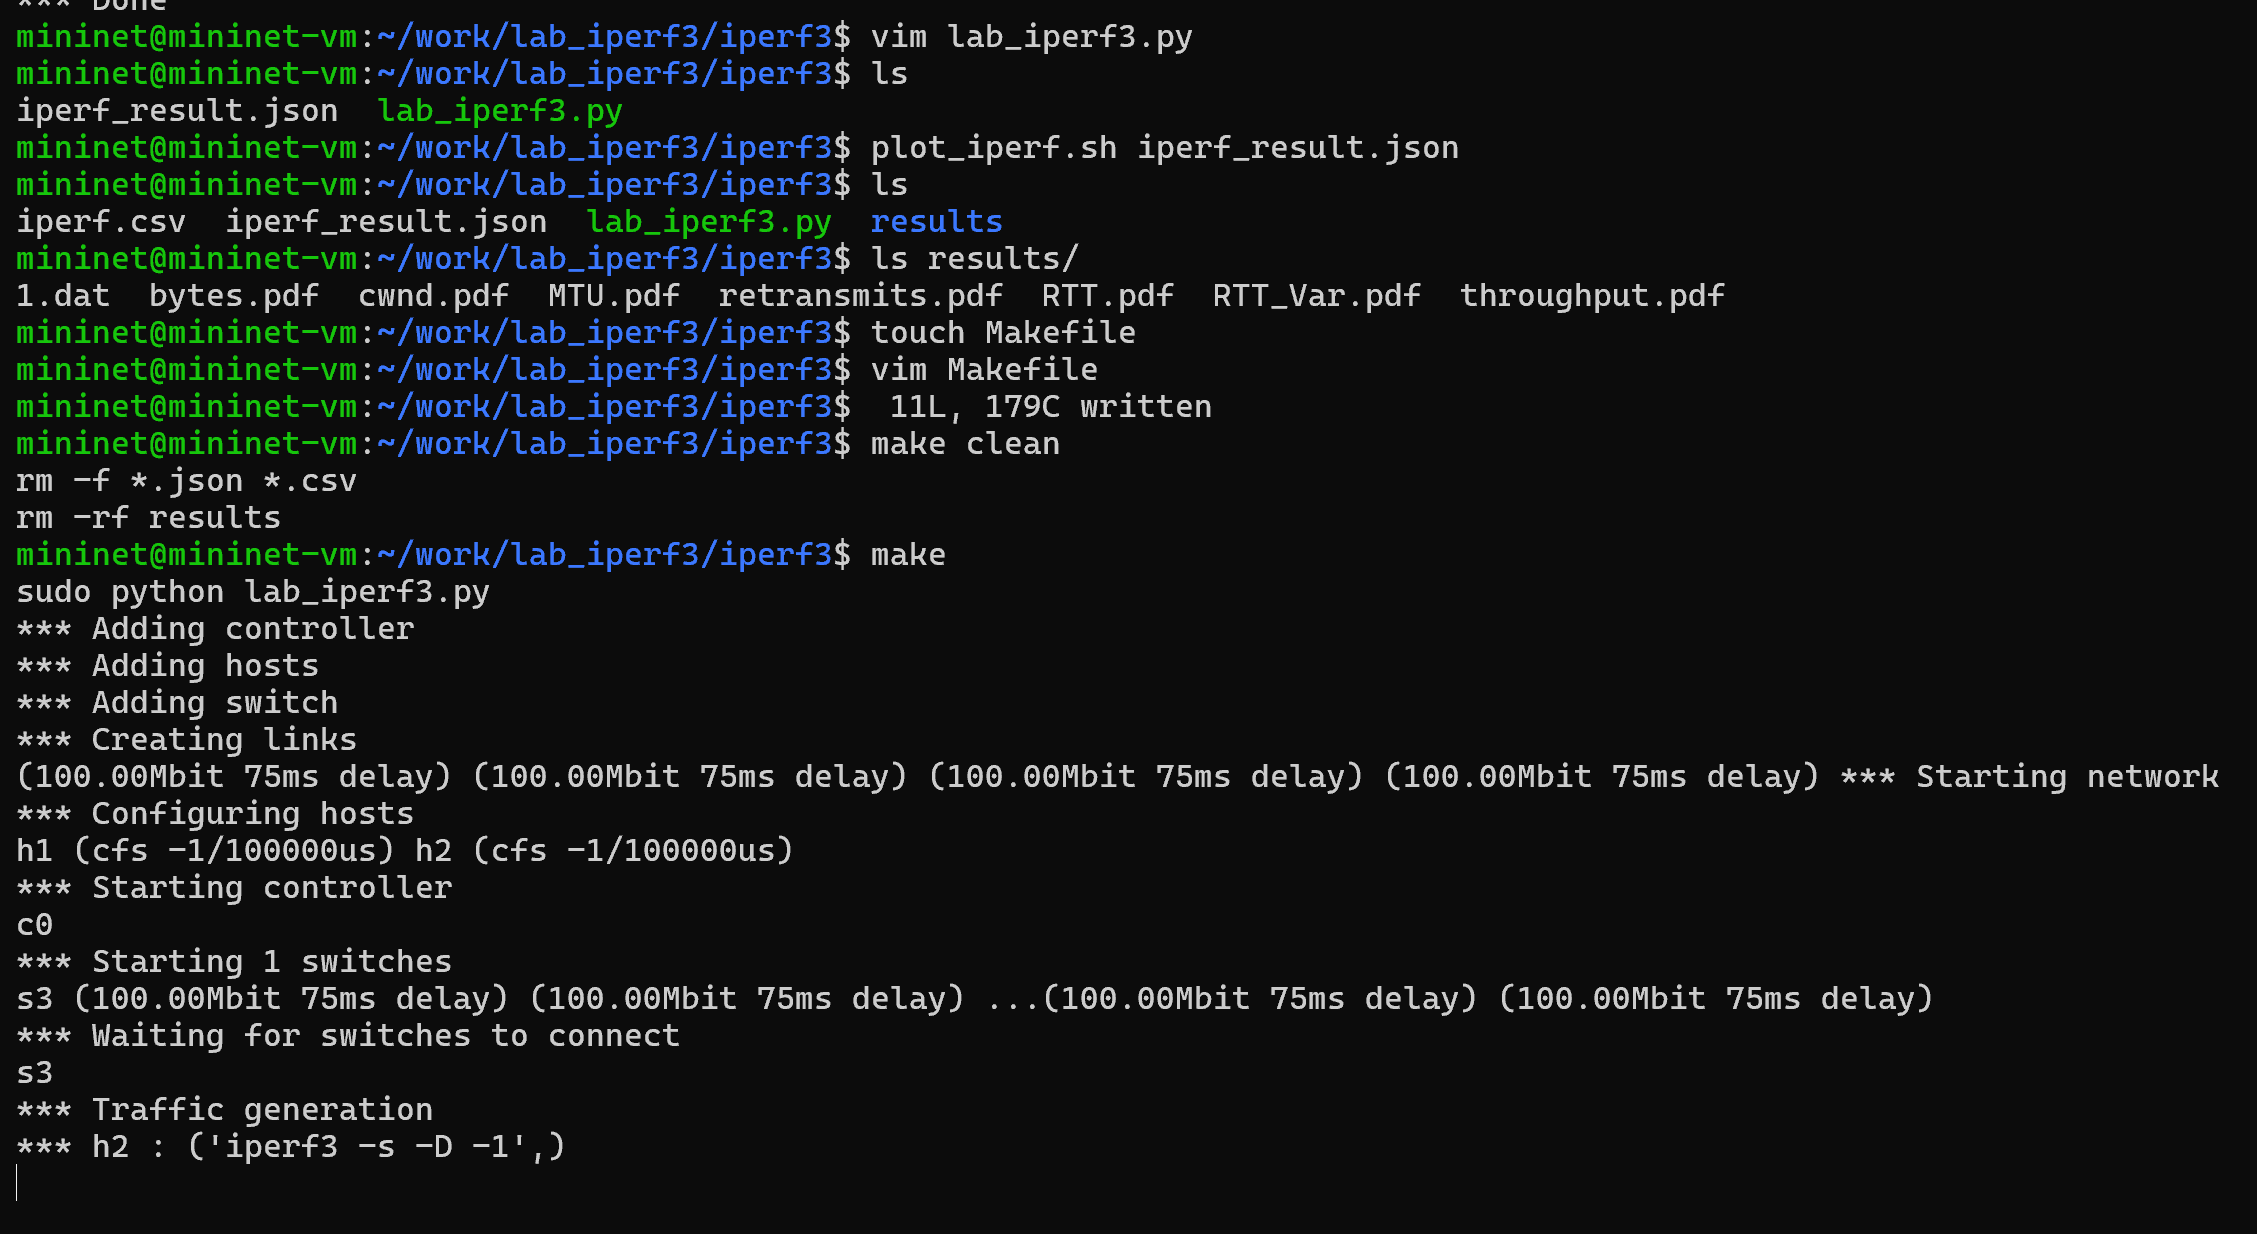 *** Done
mininet@mininet-vm:~/work/lab_iperf3/iperf3$ vim lab_iperf3.py
mininet@mininet-vm:~/work/lab_iperf3/iperf3$ ls
iperf_result.json  lab_iperf3.py
mininet@mininet-vm:~/work/lab_iperf3/iperf3$ plot_iperf.sh iperf_result.json
mininet@mininet-vm:~/work/lab_iperf3/iperf3$ ls
iperf.csv  iperf_result.json  lab_iperf3.py  results
mininet@mininet-vm:~/work/lab_iperf3/iperf3$ ls results/
1.dat  bytes.pdf  cwnd.pdf  MTU.pdf  retransmits.pdf  RTT.pdf  RTT_Var.pdf  throughput.pdf
mininet@mininet-vm:~/work/lab_iperf3/iperf3$ touch Makefile
mininet@mininet-vm:~/work/lab_iperf3/iperf3$ vim Makefile
mininet@mininet-vm:~/work/lab_iperf3/iperf3$  11L, 179C written
mininet@mininet-vm:~/work/lab_iperf3/iperf3$ make clean
rm -f *.json *.csv
rm -rf results
mininet@mininet-vm:~/work/lab_iperf3/iperf3$ make
sudo python lab_iperf3.py
*** Adding controller
*** Adding hosts
*** Adding switch
*** Creating links
(100.00Mbit 75ms delay) (100.00Mbit 75ms delay) (100.00Mbit 75ms delay) (100.00Mbit 75ms delay) *** Starting network
*** Configuring hosts
h1 (cfs -1/100000us) h2 (cfs -1/100000us)
*** Starting controller
c0
*** Starting 1 switches
s3 (100.00Mbit 75ms delay) (100.00Mbit 75ms delay) ...(100.00Mbit 75ms delay) (100.00Mbit 75ms delay)
*** Waiting for switches to connect
s3
*** Traffic generation
*** h2 : ('iperf3 -s -D -1',)